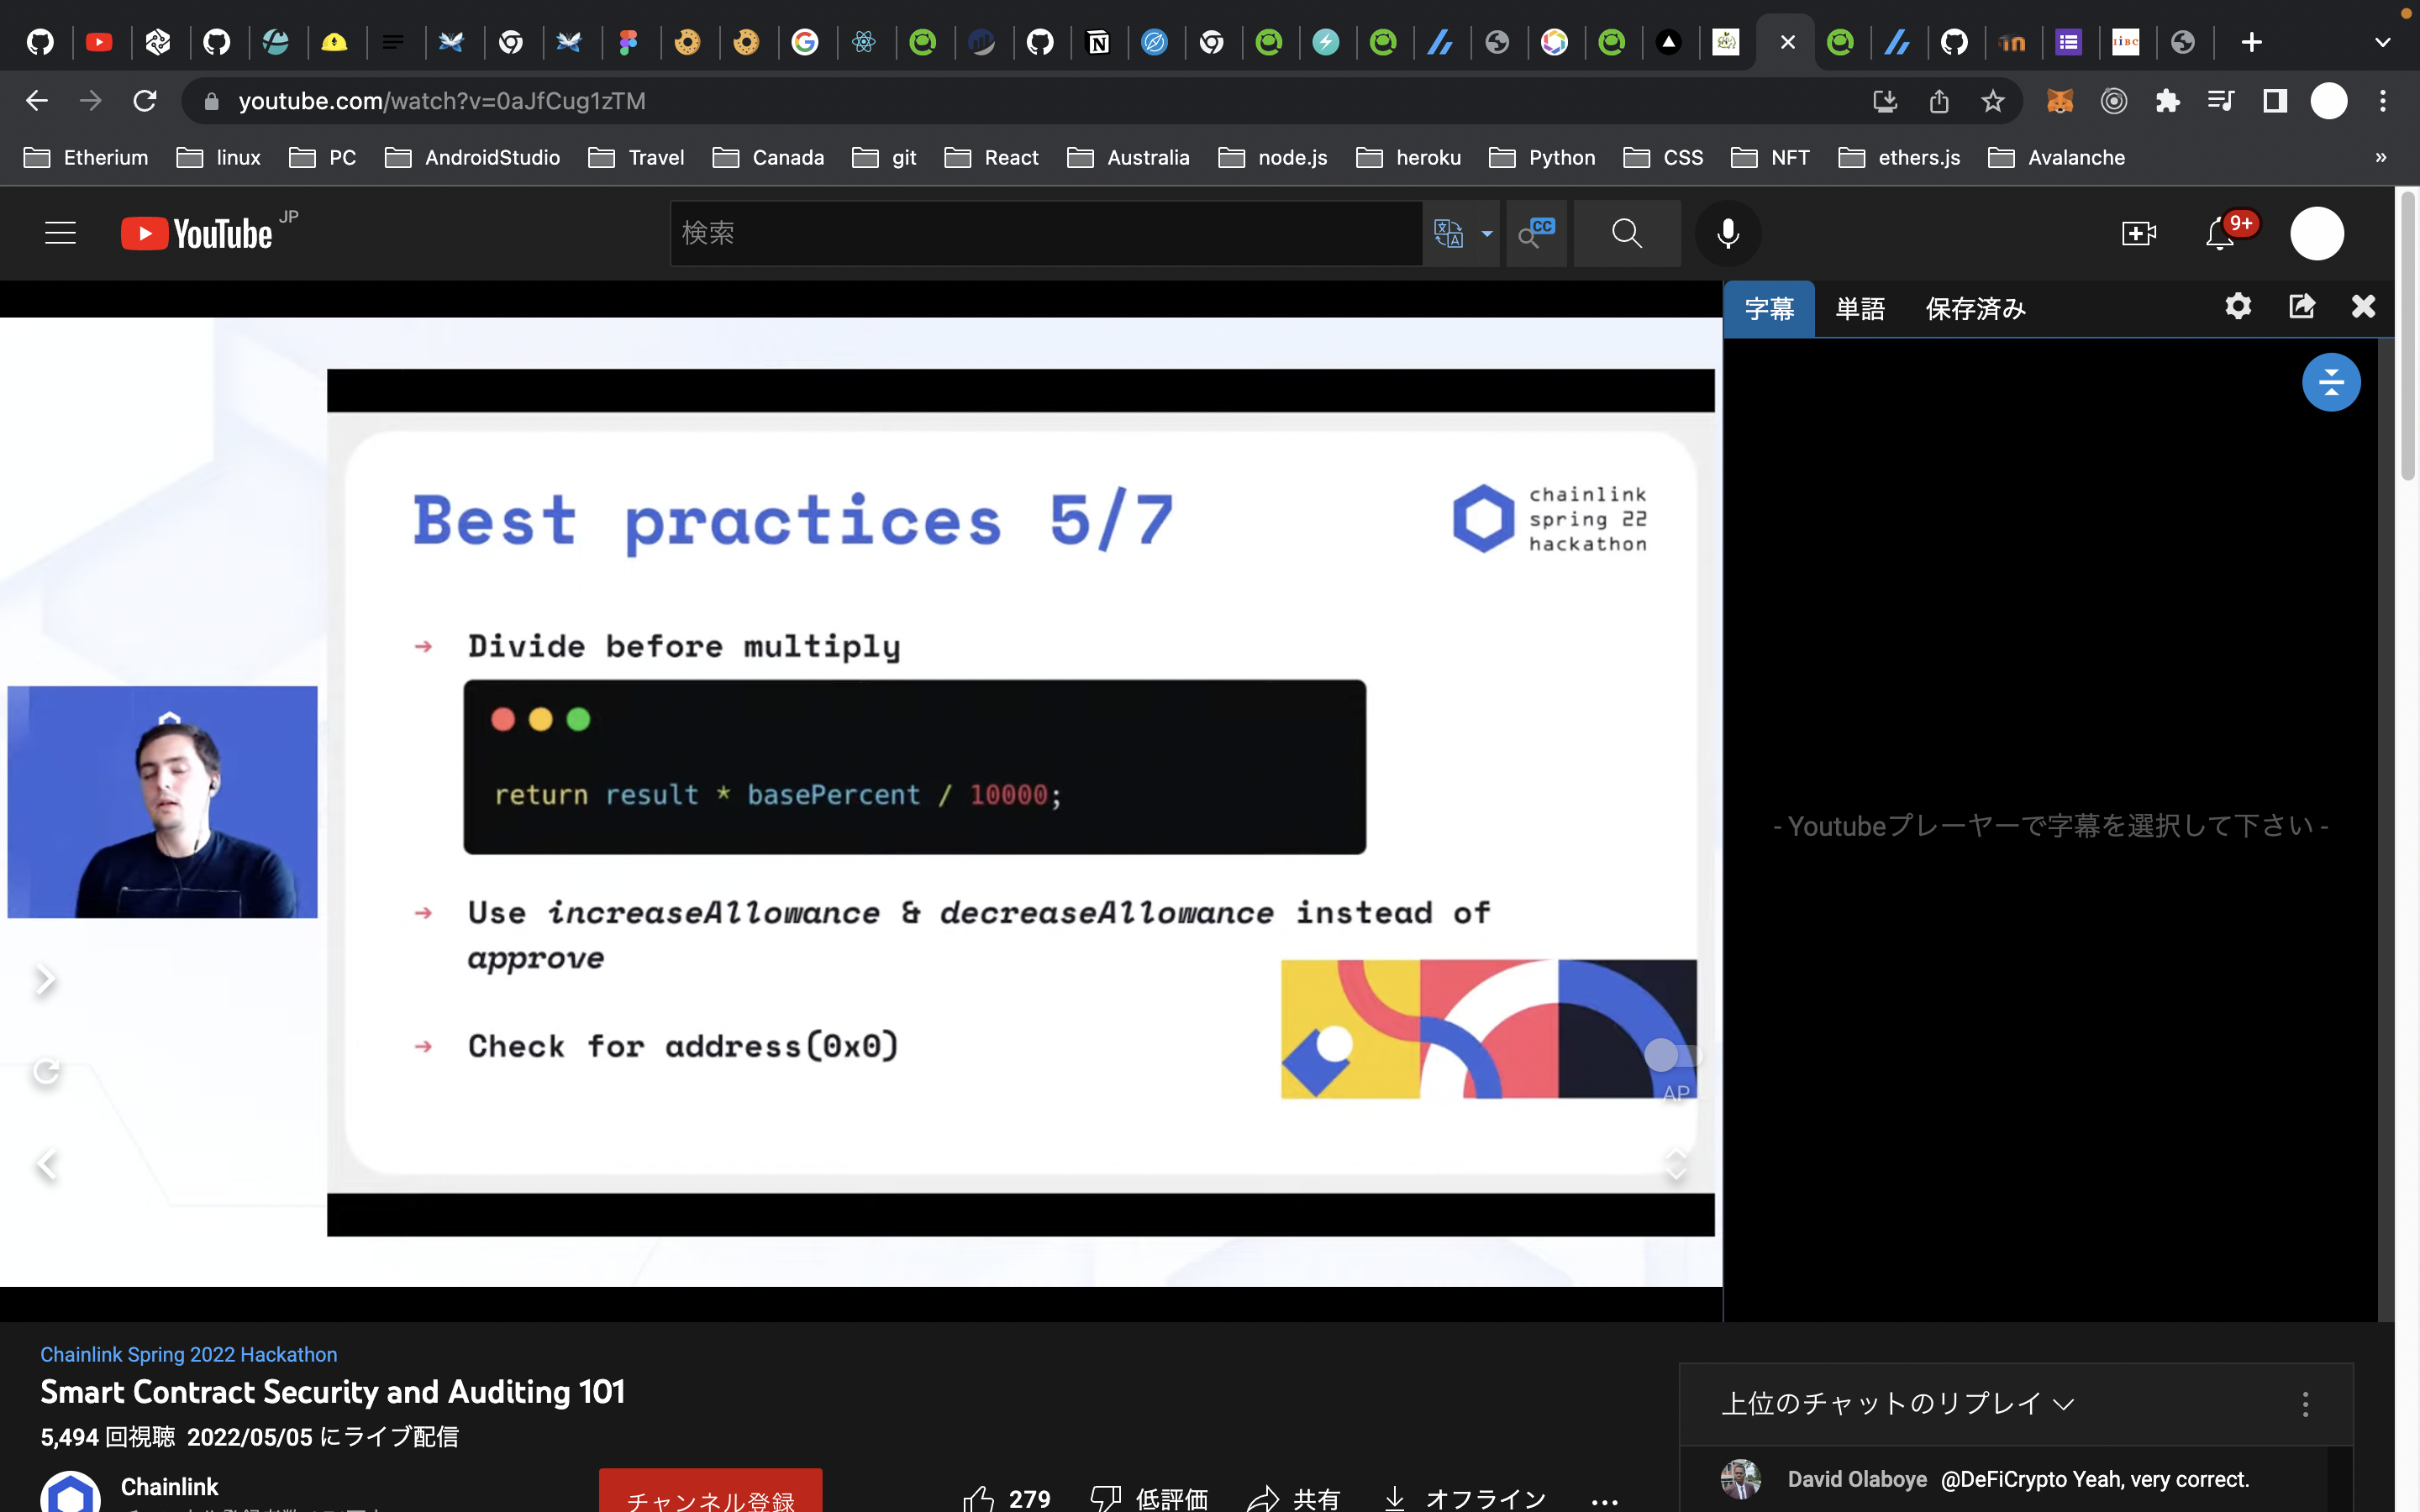 youtube.com/watch?v=0aJfCug1zTM
Etherium linux PC AndroidStudio Travel Canada git React Australia node.js heroku Python CSS NFT ethers.js Avalanche »
YouTube JP
検索
CC
9+
字幕 単語 保存済み
Best practices 5/7
chainlink
spring 22
hackathon
→ Divide before multiply
return result * basePercent / 10000;
→ Use increaseAllowance & decreaseAllowance instead of
approve
→ Check for address(0x0)
AP
- Youtubeプレーヤーで字幕を選択して下さい -
Chainlink Spring 2022 Hackathon
Smart Contract Security and Auditing 101
5,494 回視聴 2022/05/05 にライブ配信
Chainlink
チャンネル登録
279 低評価 共有 オフライン
上位のチャットのリプレイ
David Olaboye @DeFiCrypto Yeah, very correct.